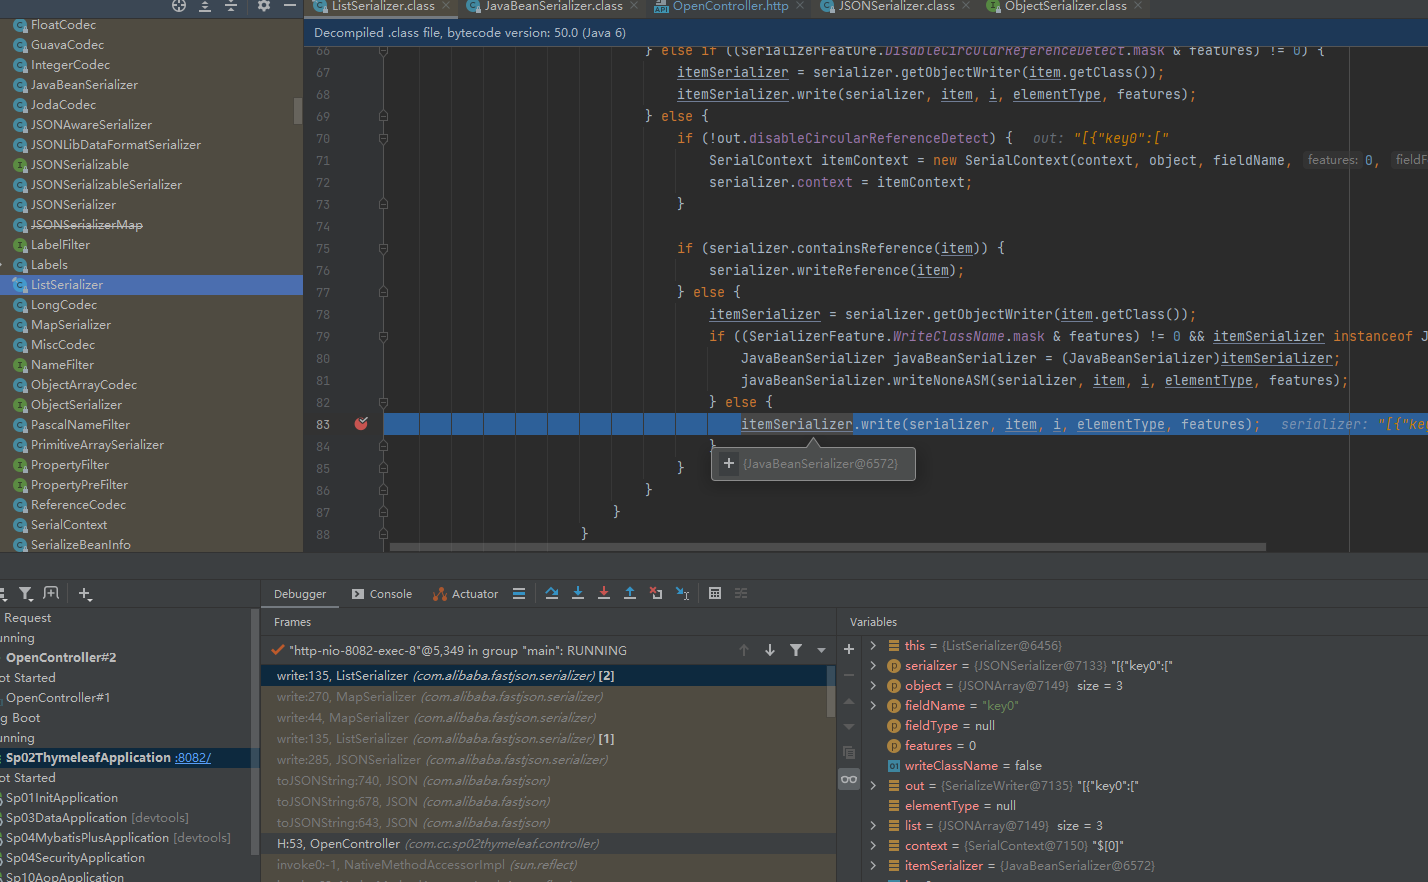 ListSerializer.class
JavaBeanSerializer.class
OpenController.http
JSONSerializer.class
ObjectSerializer.class
Decompiled .class file, bytecode version: 50.0 (Java 6)
FloatCodec
GuavaCodec
IntegerCodec
JavaBeanSerializer
JodaCodec
JSONAwareSerializer
JSONLibDataFormatSerializer
JSONSerializable
JSONSerializableSerializer
JSONSerializer
JSONSerializerMap
LabelFilter
Labels
ListSerializer
LongCodec
MapSerializer
MiscCodec
NameFilter
ObjectArrayCodec
ObjectSerializer
PascalNameFilter
PrimitiveArraySerializer
PropertyFilter
PropertyPreFilter
ReferenceCodec
SerialContext
SerializeBeanInfo
66 } else if ((SerializerFeature.DisableCircularReferenceDetect.mask & features) != 0) {
67 itemSerializer = serializer.getObjectWriter(item.getClass());
68 itemSerializer.write(serializer, item, i, elementType, features);
69 } else {
70 if (!out.disableCircularReferenceDetect) { out: "[{"key0":["
71 SerialContext itemContext = new SerialContext(context, object, fieldName, features: 0, fieldF
72 serializer.context = itemContext;
73 }
74
75 if (serializer.containsReference(item)) {
76 serializer.writeReference(item);
77 } else {
78 itemSerializer = serializer.getObjectWriter(item.getClass());
79 if ((SerializerFeature.WriteClassName.mask & features) != 0 && itemSerializer instanceof J
80 JavaBeanSerializer javaBeanSerializer = (JavaBeanSerializer)itemSerializer;
81 javaBeanSerializer.writeNoneASM(serializer, item, i, elementType, features);
82 } else {
83 itemSerializer.write(serializer, item, i, elementType, features); serializer: "[{"key
84 }
+ {JavaBeanSerializer@6572}
85 }
86 }
87 }
88 }
Request
unning
OpenController#2
ot Started
OpenController#1
g Boot
unning
Sp02ThymeleafApplication :8082/
ot Started
Sp01InitApplication
Sp03DataApplication [devtools]
Sp04MybatisPlusApplication [devtools]
Sp04SecurityApplication
Sp10AopApplication
Debugger
Console
Actuator
Frames
"http-nio-8082-exec-8"@5,349 in group "main": RUNNING
write:135, ListSerializer (com.alibaba.fastjson.serializer) [2]
write:270, MapSerializer (com.alibaba.fastjson.serializer)
write:44, MapSerializer (com.alibaba.fastjson.serializer)
write:135, ListSerializer (com.alibaba.fastjson.serializer) [1]
write:285, JSONSerializer (com.alibaba.fastjson.serializer)
toJSONString:740, JSON (com.alibaba.fastjson)
toJSONString:678, JSON (com.alibaba.fastjson)
toJSONString:643, JSON (com.alibaba.fastjson)
H:53, OpenController (com.cc.sp02thymeleaf.controller)
invoke0:-1, NativeMethodAccessorImpl (sun.reflect)
Variables
this = {ListSerializer@6456}
serializer = {JSONSerializer@7133} "[{"key0":["
object = {JSONArray@7149} size = 3
fieldName = "key0"
fieldType = null
features = 0
writeClassName = false
out = {SerializeWriter@7135} "[{"key0":["
elementType = null
list = {JSONArray@7149} size = 3
context = {SerialContext@7150} "$[0]"
itemSerializer = {JavaBeanSerializer@6572}